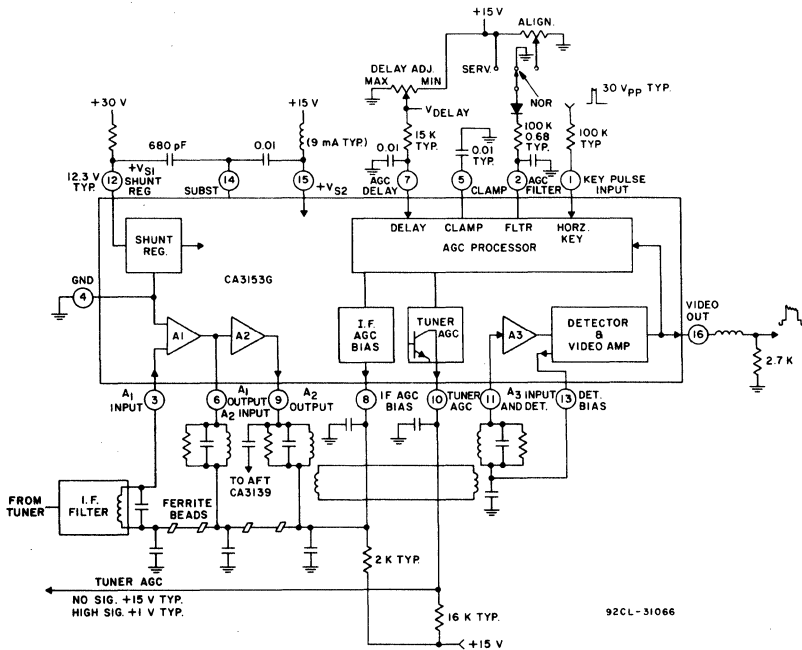 +15 V
ALIGN.
DELAY ADJ.
MAX
MIN
SERV.
NOR
30 VPP TYP.
+30 V
+15 V
VDELAY
680 pF
0.01
(9 mA TYP.)
0.01
15 K
TYP.
0.01
TYP.
100 K
0.68
TYP.
100 K
TYP
12.3 V
TYP.
12
+VS1
SHUNT
REG
14
SUBST
15
+VS2
AGC
DELAY
7
5
CLAMP
2
AGC
FILTER
1
KEY PULSE
INPUT
DELAY
CLAMP
FLTR
HORZ.
KEY
AGC PROCESSOR
SHUNT
REG.
GND
4
CA3153G
A1
A2
I.F.
AGC
BIAS
TUNER
AGC
A3
DETECTOR
&
VIDEO AMP
VIDEO
OUT
16
2.7 K
A1
INPUT
3
6
A1
OUTPUT
A2 INPUT
9
A2
OUTPUT
8
IF AGC
BIAS
10
TUNER
AGC
11
A3 INPUT
AND DET.
13
DET.
BIAS
TO AFT
CA3139
FROM
TUNER
I.F.
FILTER
FERRITE
BEADS
2 K TYP.
TUNER AGC
NO SIG. +15 V TYP.
HIGH SIG. +1 V TYP.
16 K TYP.
+15 V
92CL-31066